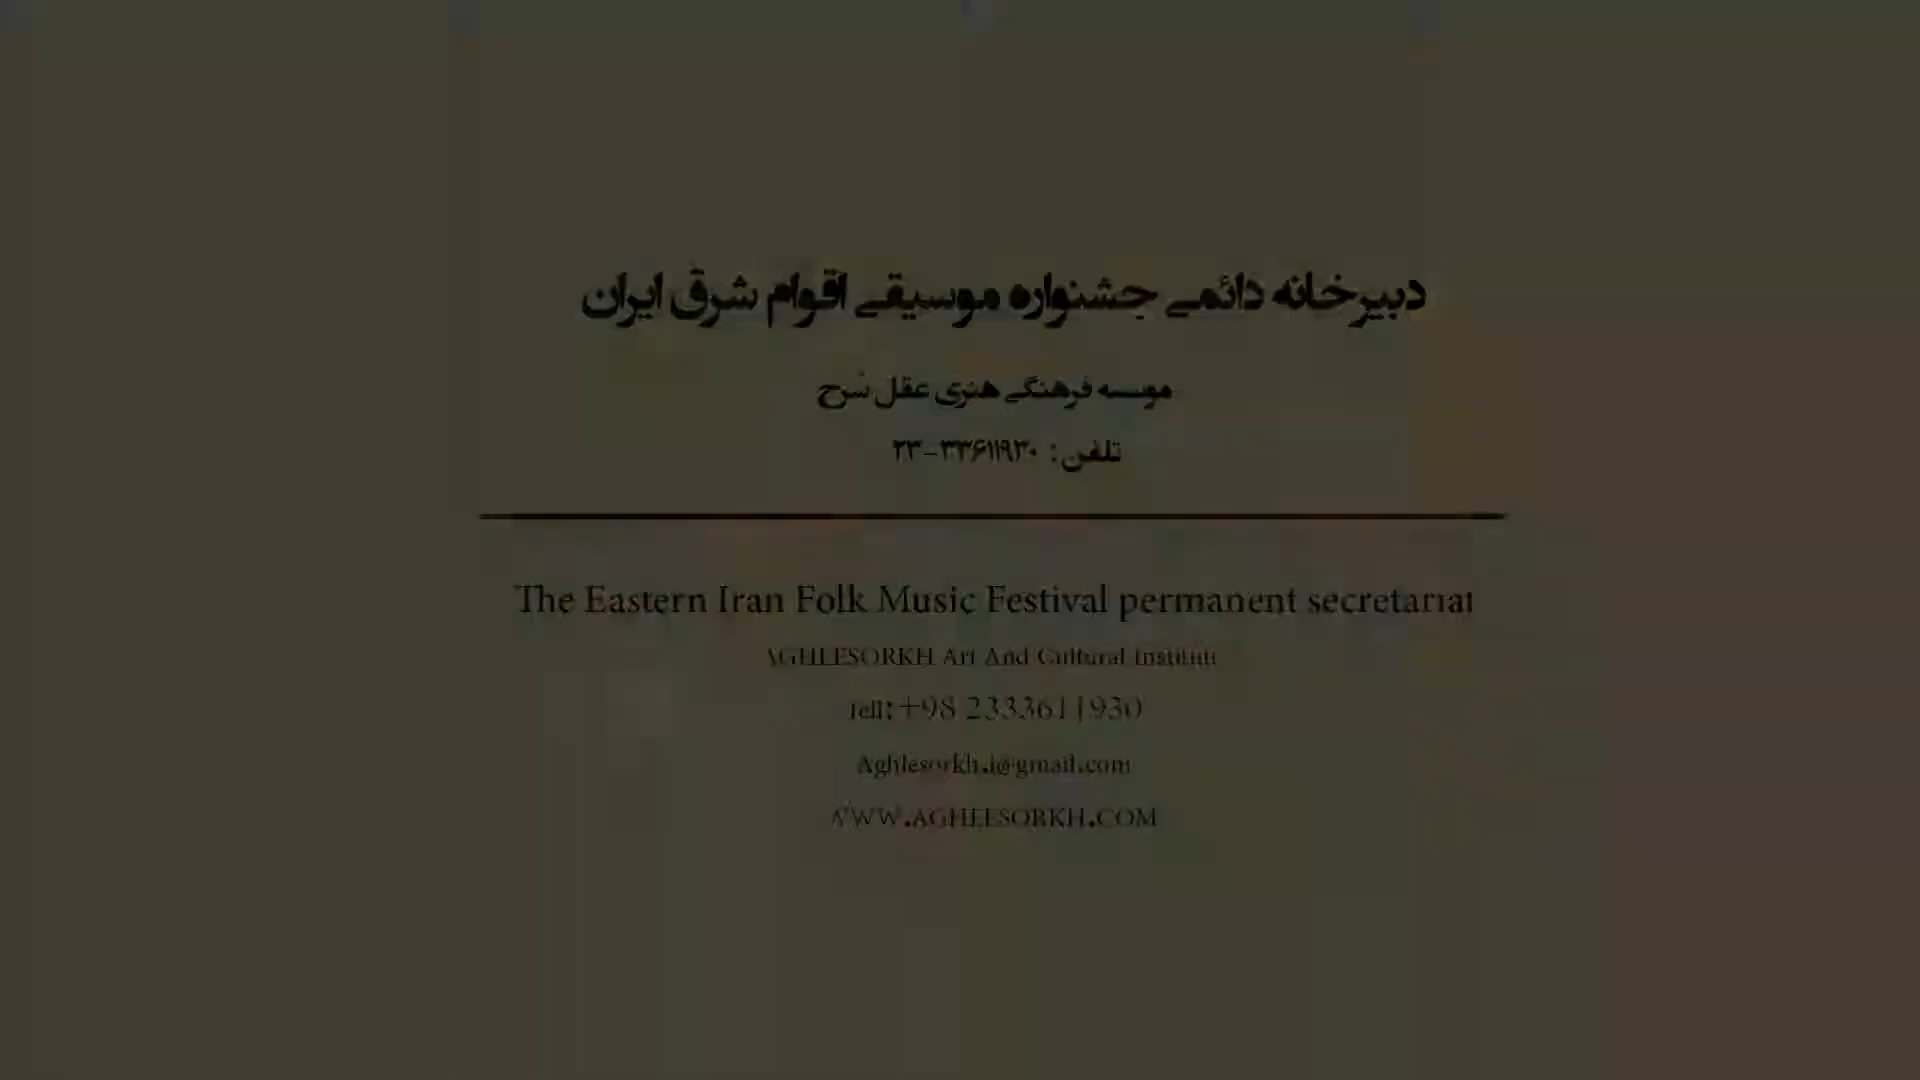 دبیرخانه دائمی جشنواره موسیقی اقوام شرق ایران
موسسه فرهنگی هنری عقل سرخ
تلفن: ۳۳۶۱۱۹۳۰-۲۳
The Eastern Iran Folk Music Festival permanent secretariat
AGHLESORKH Art And Cultural Institute
Tell:+98 2333611930
Aghlesorkh.i@gmail.com
WWW.AGHLESORKH.COM